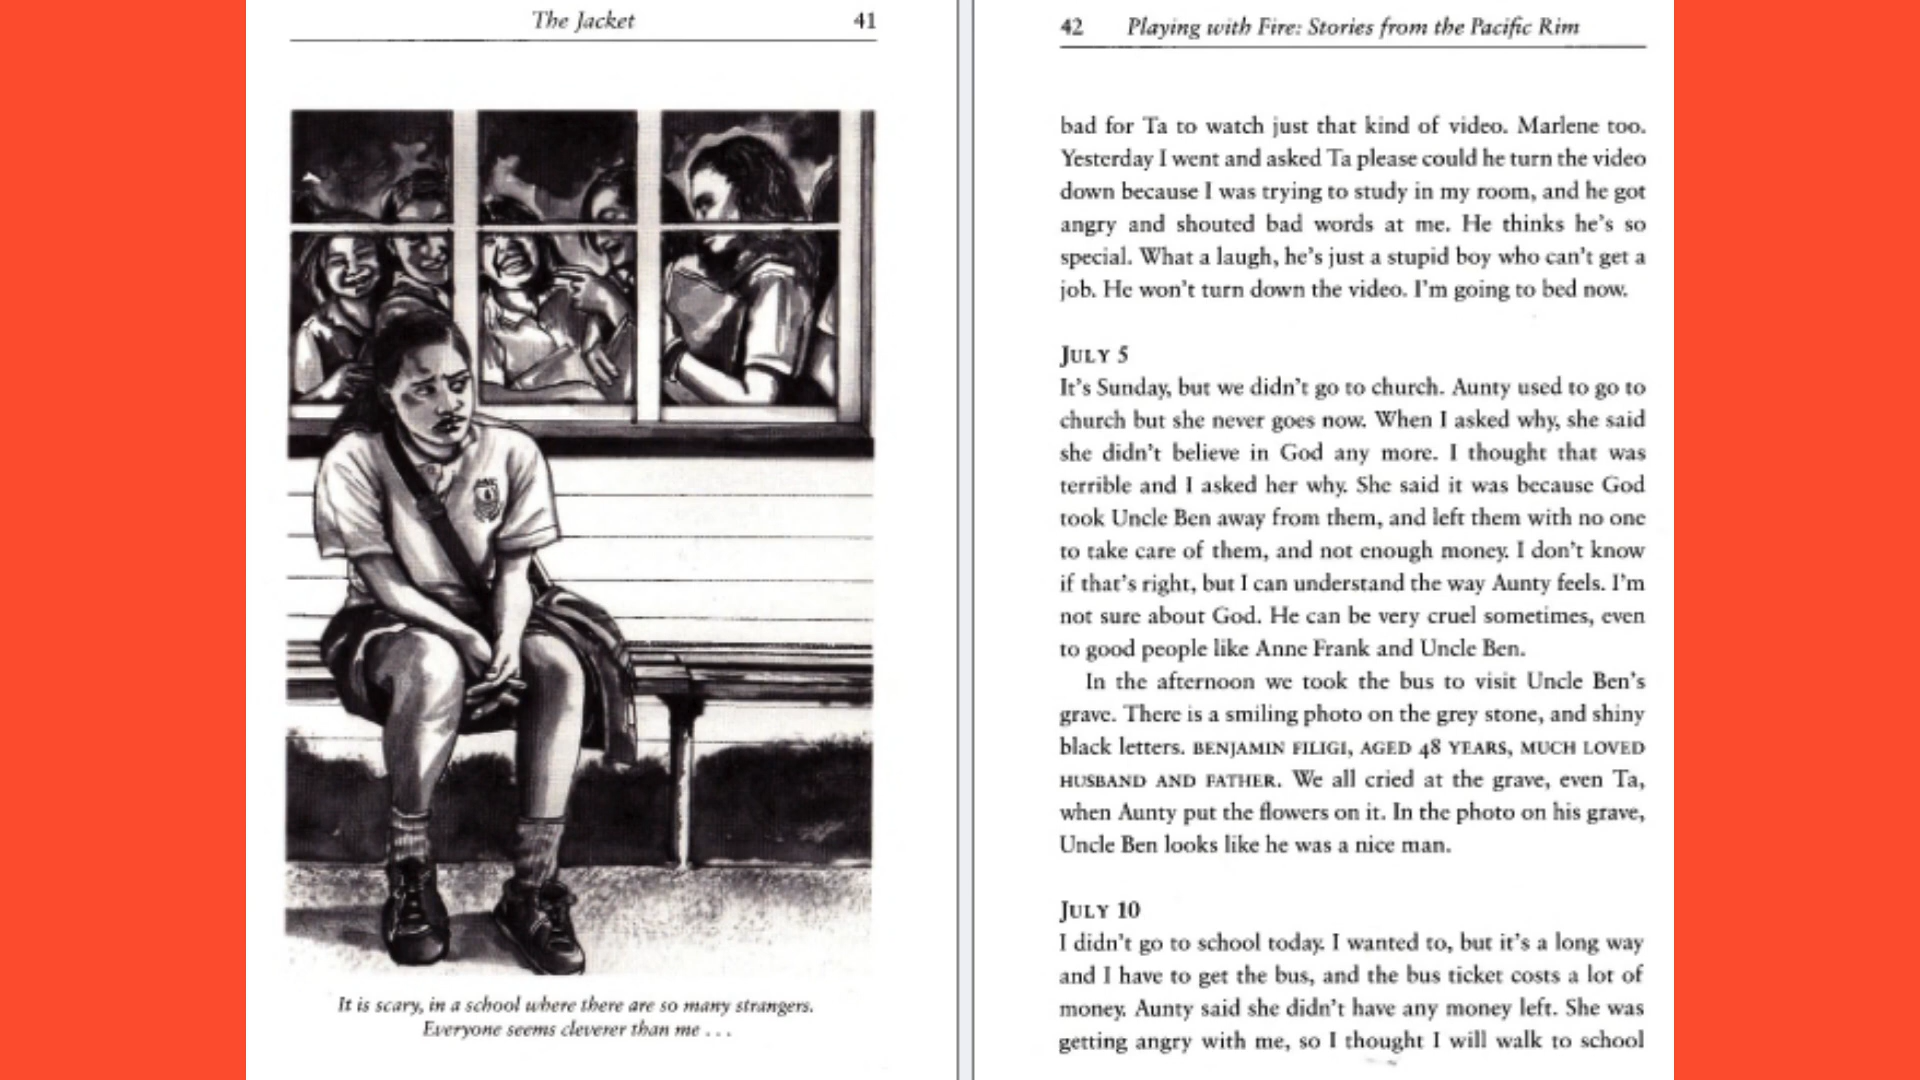 The Jacket 41
It is scary, in a school where there are so many strangers.
Everyone seems cleverer than me . . .
42 Playing with Fire: Stories from the Pacific Rim
bad for Ta to watch just that kind of video. Marlene too.
Yesterday I went and asked Ta please could he turn the video
down because I was trying to study in my room, and he got
angry and shouted bad words at me. He thinks he's so
special. What a laugh, he's just a stupid boy who can't get a
job. He won't turn down the video. I'm going to bed now.
JULY 5
It's Sunday, but we didn't go to church. Aunty used to go to
church but she never goes now. When I asked why, she said
she didn't believe in God any more. I thought that was
terrible and I asked her why. She said it was because God
took Uncle Ben away from them, and left them with no one
to take care of them, and not enough money. I don't know
if that's right, but I can understand the way Aunty feels. I'm
not sure about God. He can be very cruel sometimes, even
to good people like Anne Frank and Uncle Ben.
In the afternoon we took the bus to visit Uncle Ben's
grave. There is a smiling photo on the grey stone, and shiny
black letters. BENJAMIN FILIGI, AGED 48 YEARS, MUCH LOVED
HUSBAND AND FATHER. We all cried at the grave, even Ta,
when Aunty put the flowers on it. In the photo on his grave,
Uncle Ben looks like he was a nice man.
JULY 10
I didn't go to school today. I wanted to, but it's a long way
and I have to get the bus, and the bus ticket costs a lot of
money. Aunty said she didn't have any money left. She was
getting angry with me, so I thought I will walk to school